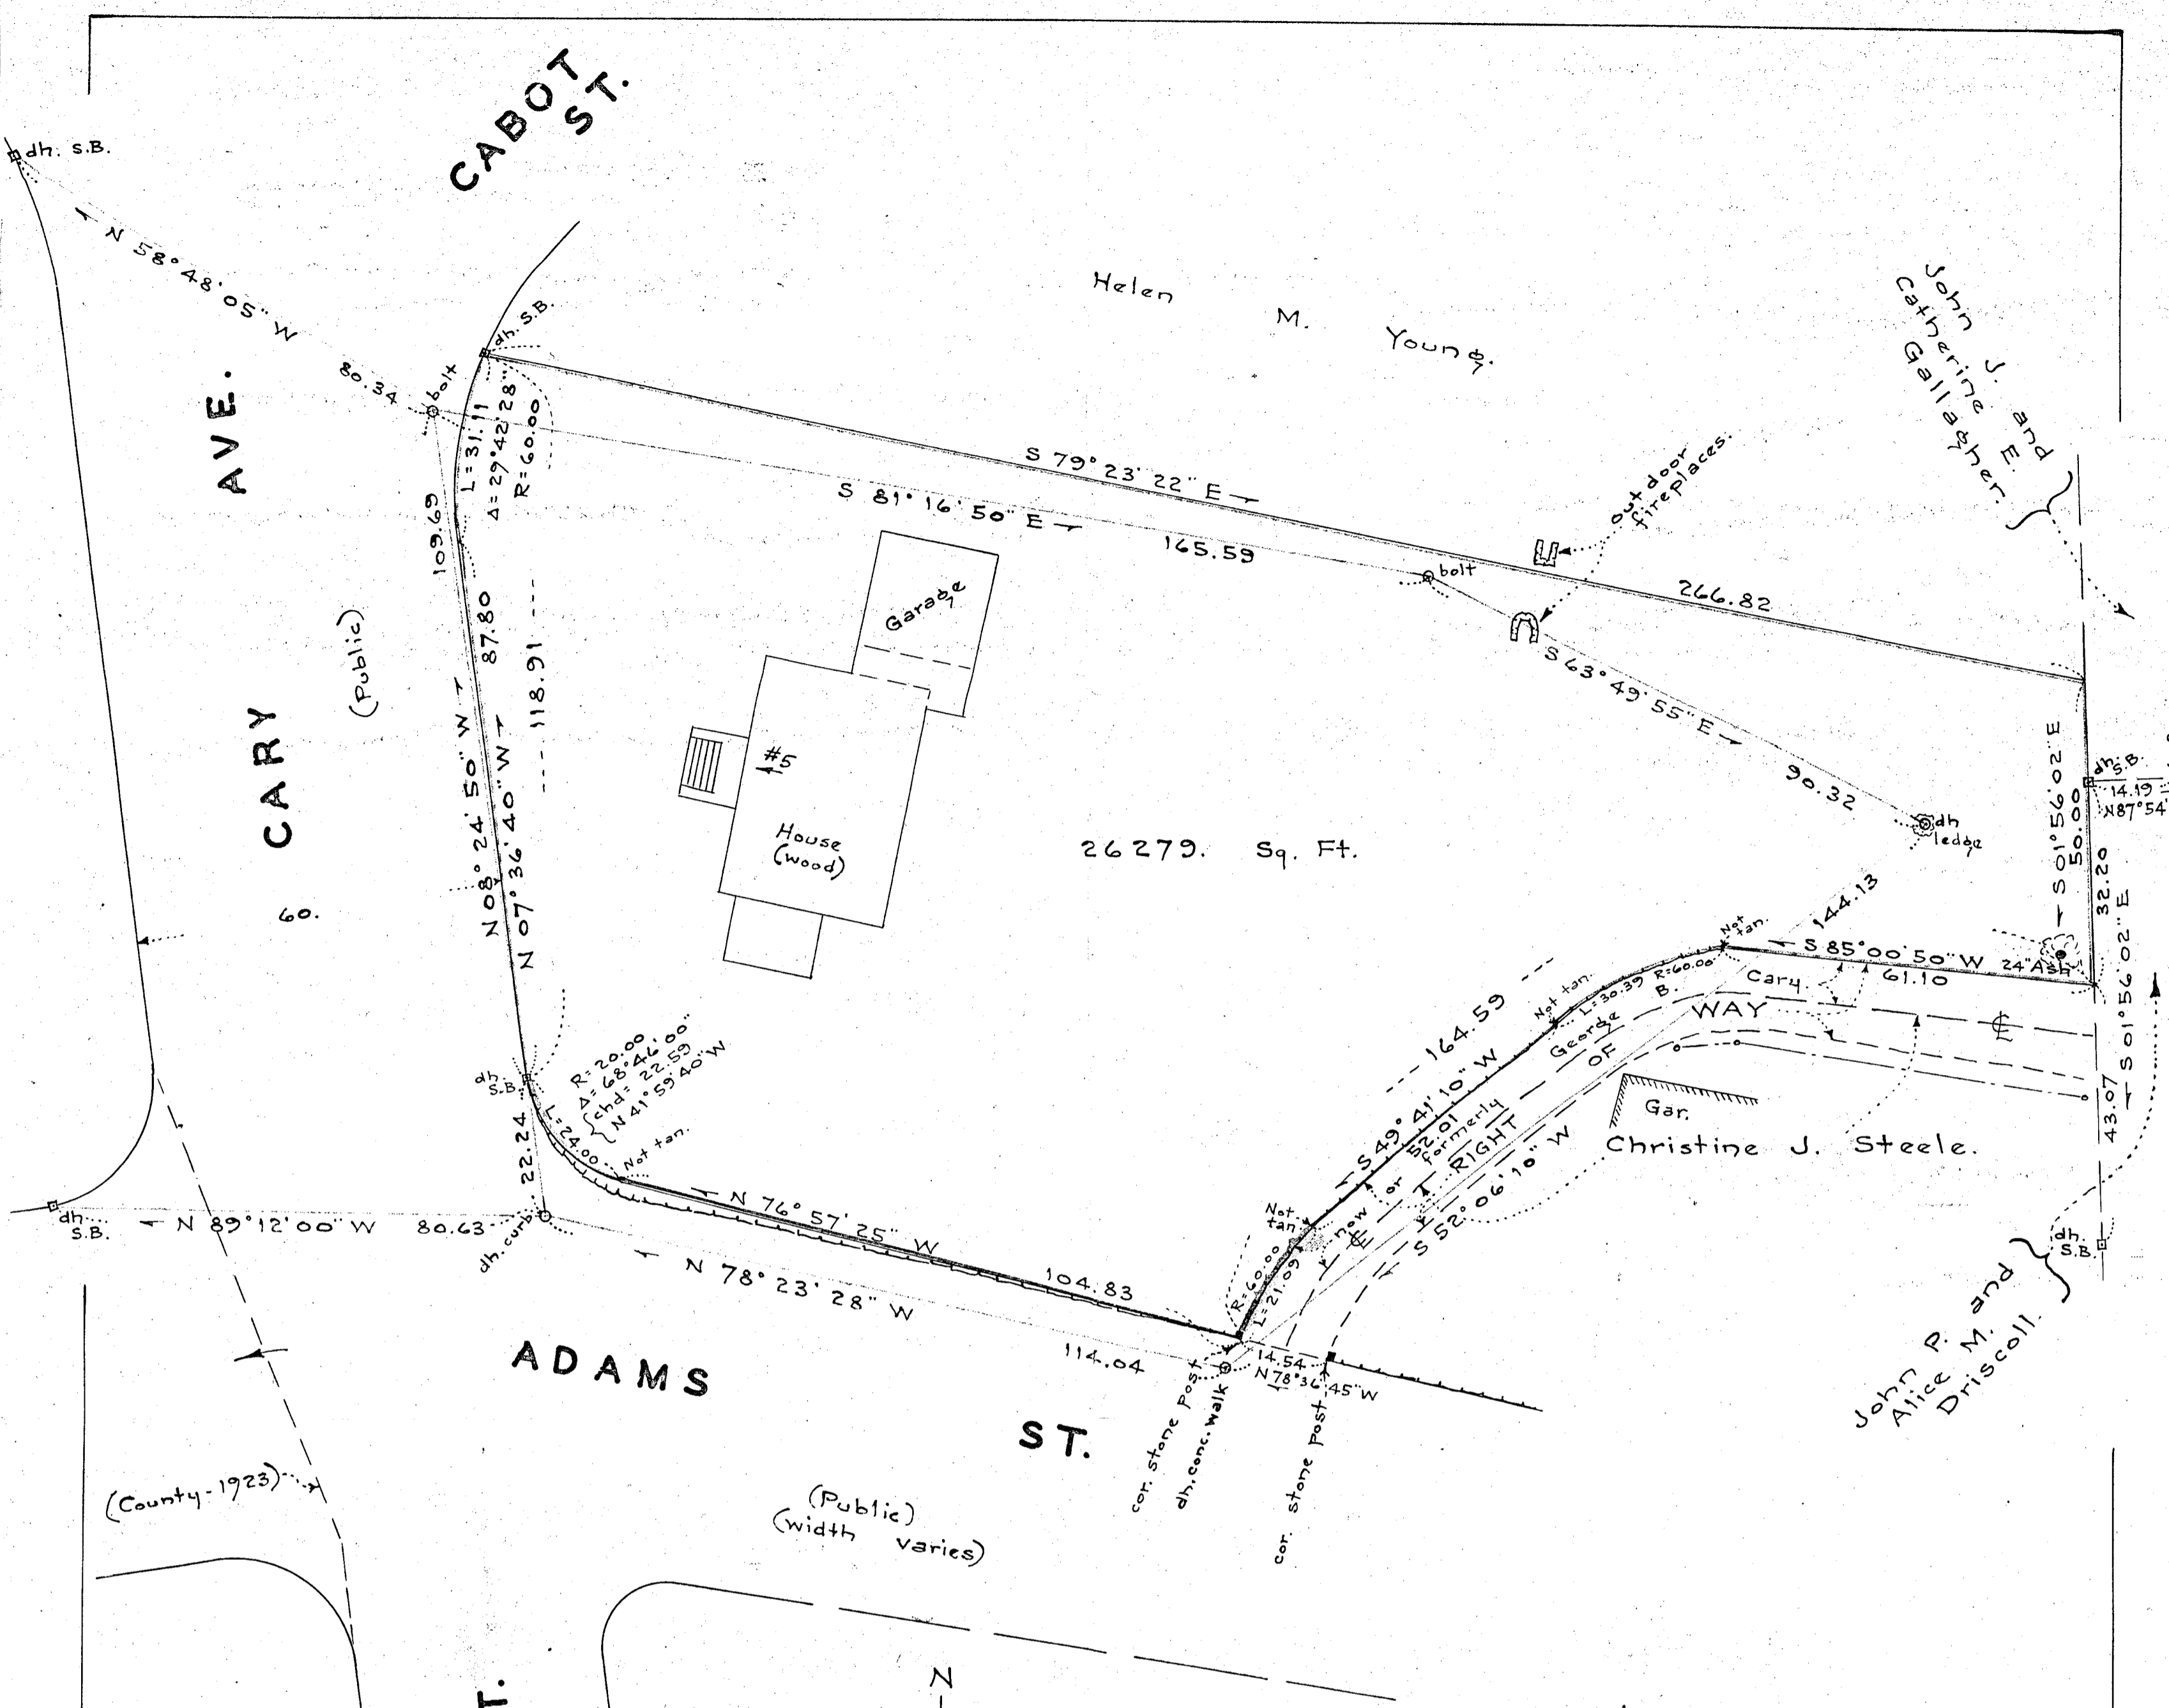 CABOT
ST.
dh. S.B.
N 58° 48' 05" W
80.34
bolt
dh. S.B.
L=31.11
Δ=29°42'28"
R=60.00
Helen M. Young.
John J. and
Catherine E.
Gallagher.
S 79° 23' 22" E
266.82
S 81° 16' 50" E
165.59
out door
fireplaces.
bolt
S 63° 49' 55" E
90.32
dh
ledge
CARY AVE.
(Public)
60.
109.69
87.80
N 08° 24' 50" W
N 07° 36' 40" W
118.91
Garage
#5
House
(wood)
26279. Sq. Ft.
S 01° 56' 02" E
50.00
32.20
dh.
S.B.
14.19
N87°54'
144.13
Not
tan.
S 85° 00' 50" W
61.10
24" Ash
S 01° 56' 02" E
43.07
dh.
S.B.
164.59
Not tan.
L=30.39 R=60.00
S 49° 41' 10" W
52.01
now or formerly
George B. Cary
RIGHT OF WAY
℄
℄
S 52° 06' 10" W
Gar.
Christine J. Steele.
dh.
S.B.
22.24
R=20.00
Δ=68°46'00"
chd=22.59
N 41° 59' 40" W
L=24.00
Not tan.
N 76° 57' 25" W
104.83
Not
tan
R=60.00
L=21.09
dh.
S.B.
N 89° 12' 00" W 80.63
dh. curb
N 78° 23' 28" W
114.04
14.54
N 78° 36' 45" W
cor. stone post
dh. conc. walk
cor. stone post
ADAMS ST.
(Public)
(width varies)
John P. and
Alice M.
Driscoll.
(County-1923)
T.
N